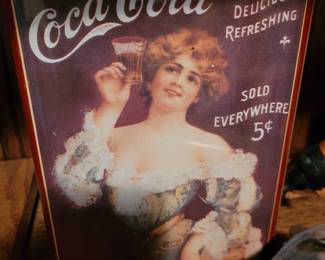 Coca-Cola
DELICIOUS
REFRESHING
SOLD
EVERYWHERE
5¢